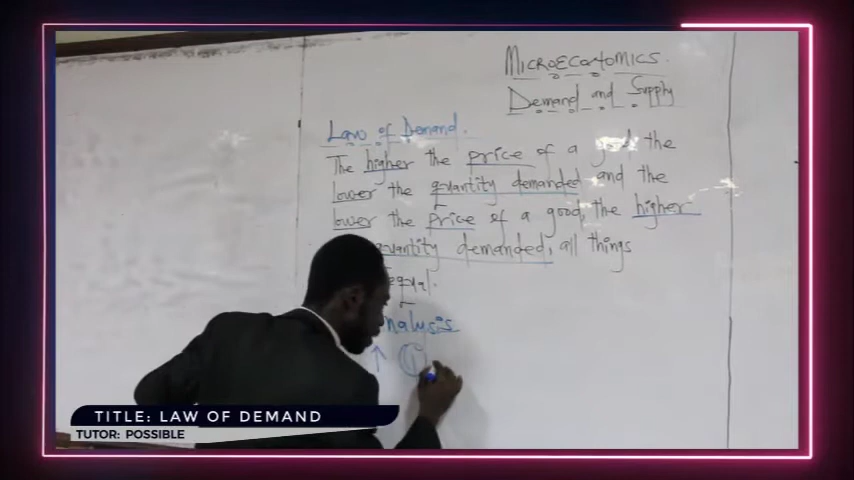 MICROECONOMICS
Demand and Supply
Law of Demand.
The higher the price of a good the
lower the quantity demanded and the
lower the price of a good, the higher
quantity demanded, all things
equal.
nalysis
↑ (1)
TITLE: LAW OF DEMAND
TUTOR: POSSIBLE